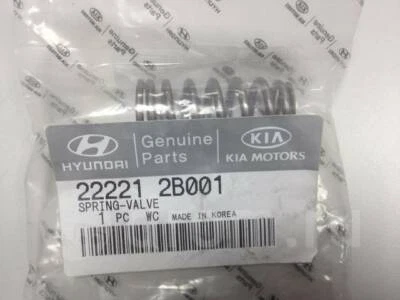 HYUNDAI
Genuine
Parts
KIA
KIA MOTORS
22221 2B001
SPRING-VALVE
1 PC WC MADE IN KOREA